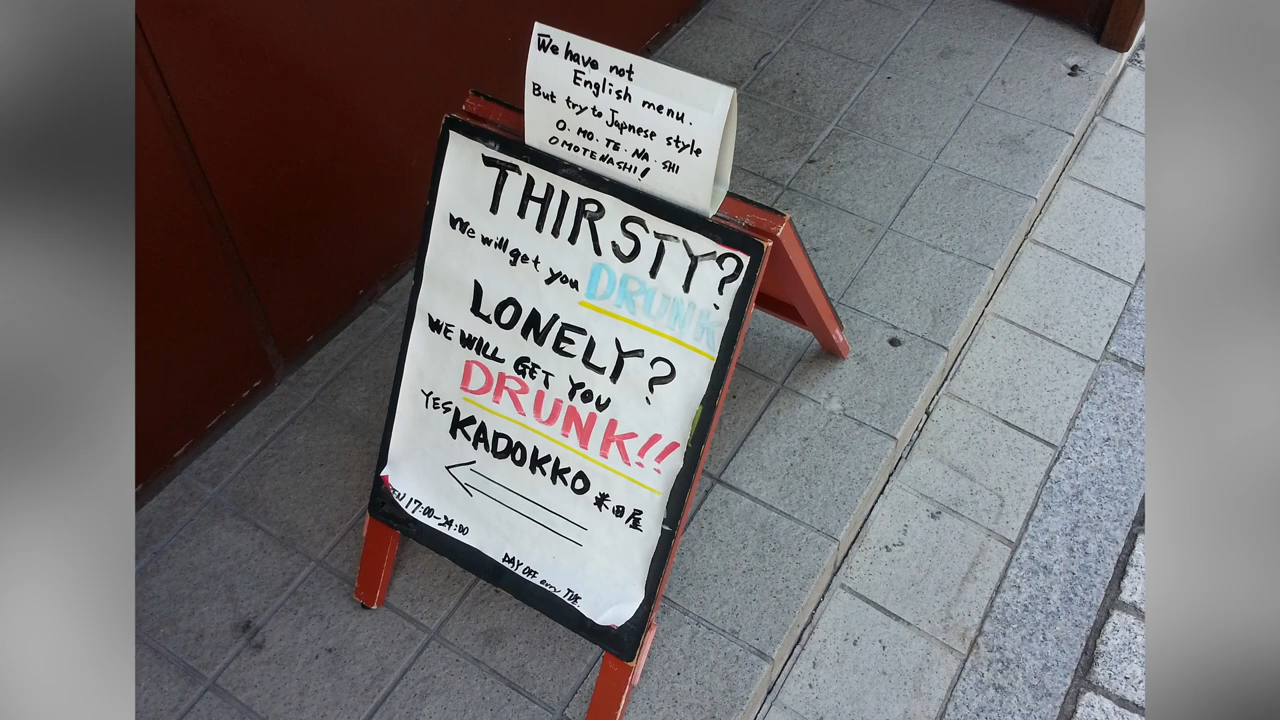 We have not
English menu.
But try to Japnese style
O.MO.TE.NA.SHI
OMOTENASHI!
THIRSTY?
We will get you DRUNK
LONELY?
WE WILL GET YOU
DRUNK!!
YES KADOKKO 米田屋
OPEN 17:00-24:00
DAY OFF every TUE.